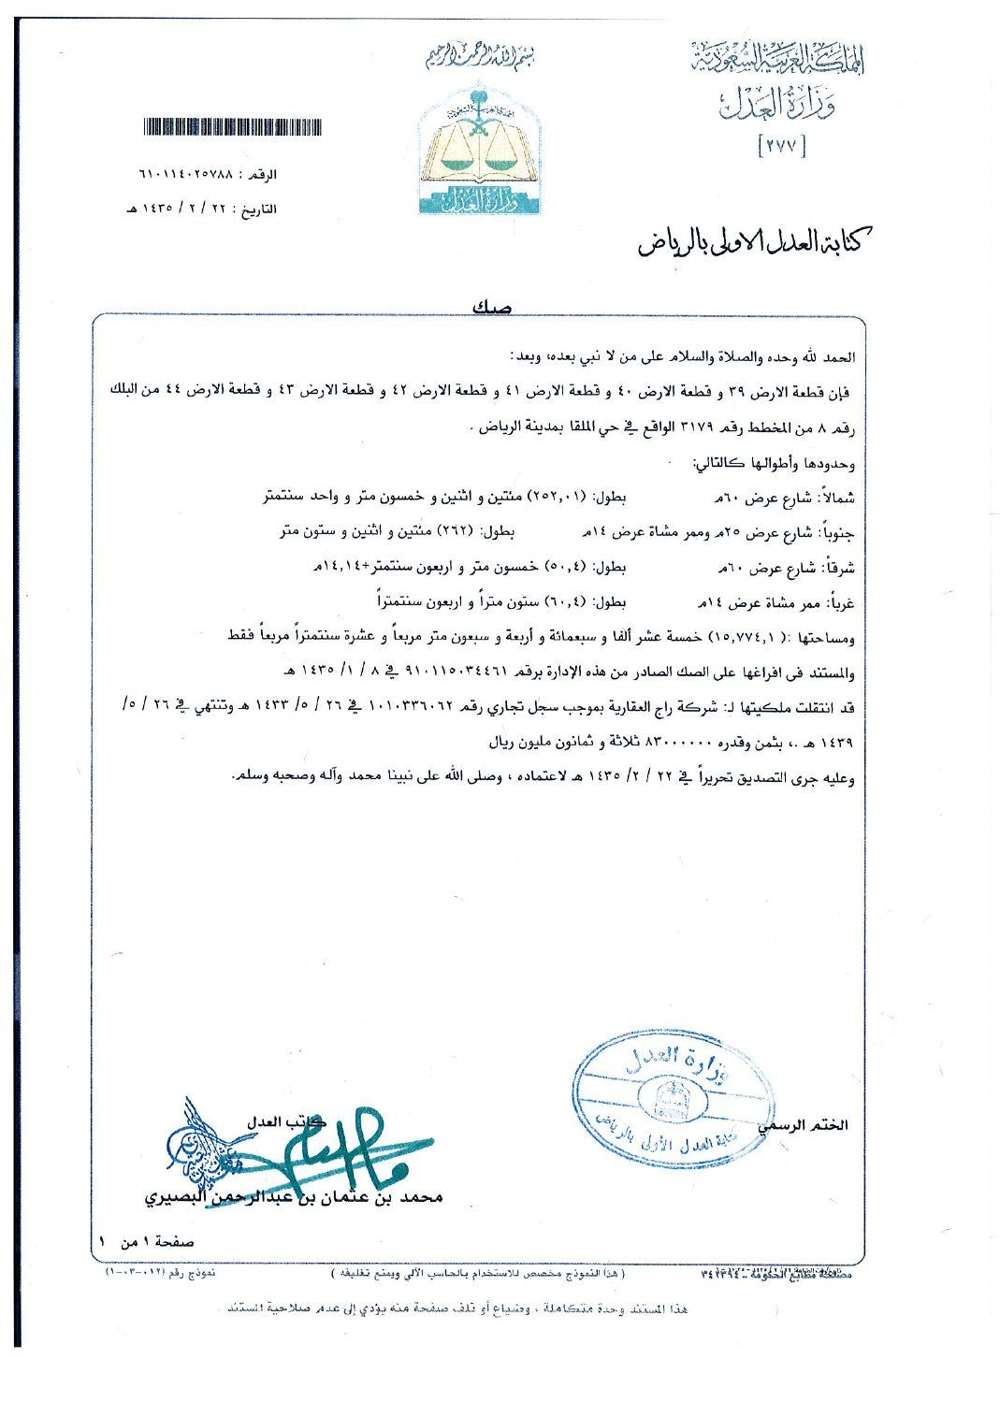 بسم الله الرحمن الرحيم
المملكة العربية السعودية
وزارة العدل
[٢٧٧]
وزارة العدل
الرقم : ٦١٠١١٤٠٢٥٧٨٨
التاريخ : ٢٢ / ٢ / ١٤٣٥ هـ
كتابة العدل الاولى بالرياض
صك
الحمد لله وحده والصلاة والسلام على من لا نبي بعده، وبعد:
فإن قطعة الارض ٣٩ و قطعة الارض ٤٠ و قطعة الارض ٤١ و قطعة الارض ٤٢ و قطعة الارض ٤٣ و قطعة الارض ٤٤ من البلك
رقم ٨ من المخطط رقم ٣١٧٩ الواقع في حي الملقا بمدينة الرياض .
وحدودها وأطوالها كالتالي:
شمالاً: شارع عرض ٦٠م بطول: (٢٥٢,٠١) مئتين و اثنين و خمسون متر و واحد سنتمتر
جنوباً: شارع عرض ٢٥م وممر مشاة عرض ١٤م بطول: (٢٦٢) مئتين و اثنين و ستون متر
شرقاً: شارع عرض ٦٠م بطول: (٥٠,٤) خمسون متر و اربعون سنتمتر+١٤,١٤م
غرباً: ممر مشاة عرض ١٤م بطول: (٦٠,٤) ستون متراً و اربعون سنتمتراً
ومساحتها :( ١٥,٧٧٤,١) خمسة عشر ألفا و سبعمائة و أربعة و سبعون متر مربعاً و عشرة سنتمتراً مربعاً فقط
والمستند فى افراغها على الصك الصادر من هذه الإدارة برقم ٩١٠١١٥٠٣٤٤٦١ في ٨ / ١ / ١٤٣٥ هـ
قد انتقلت ملكيتها لـ: شركة راج العقارية بموجب سجل تجاري رقم ١٠١٠٣٣٦٠٦٢ في ٢٦ / ٥ / ١٤٣٣ هـ وتنتهي في ٢٦ / ٥ /
١٤٣٩ هـ .، بثمن وقدره ٨٣٠٠٠٠٠٠ ثلاثة و ثمانون مليون ريال
وعليه جرى التصديق تحريراً في ٢٢ / ٢ / ١٤٣٥ هـ لاعتماده ، وصلى الله على نبينا محمد وآله وصحبه وسلم.
وزارة العدل
كتابة العدل الأولى بالرياض
الختم الرسمي
كاتب العدل
محمد بن عثمان بن عبدالرحمن البصيري
صفحة ١ من ١
مصلحة مطابع الحكومة - ٣٤٢٣٩٤
( هذا النموذج مخصص للاستخدام بالحاسب الآلي ويمنع تغليفه )
نموذج رقم (١٢-٠٣-٠١)
هذا المستند وحدة متكاملة ، وضياع أو تلف صفحة منه يؤدي إلى عدم صلاحية المستند